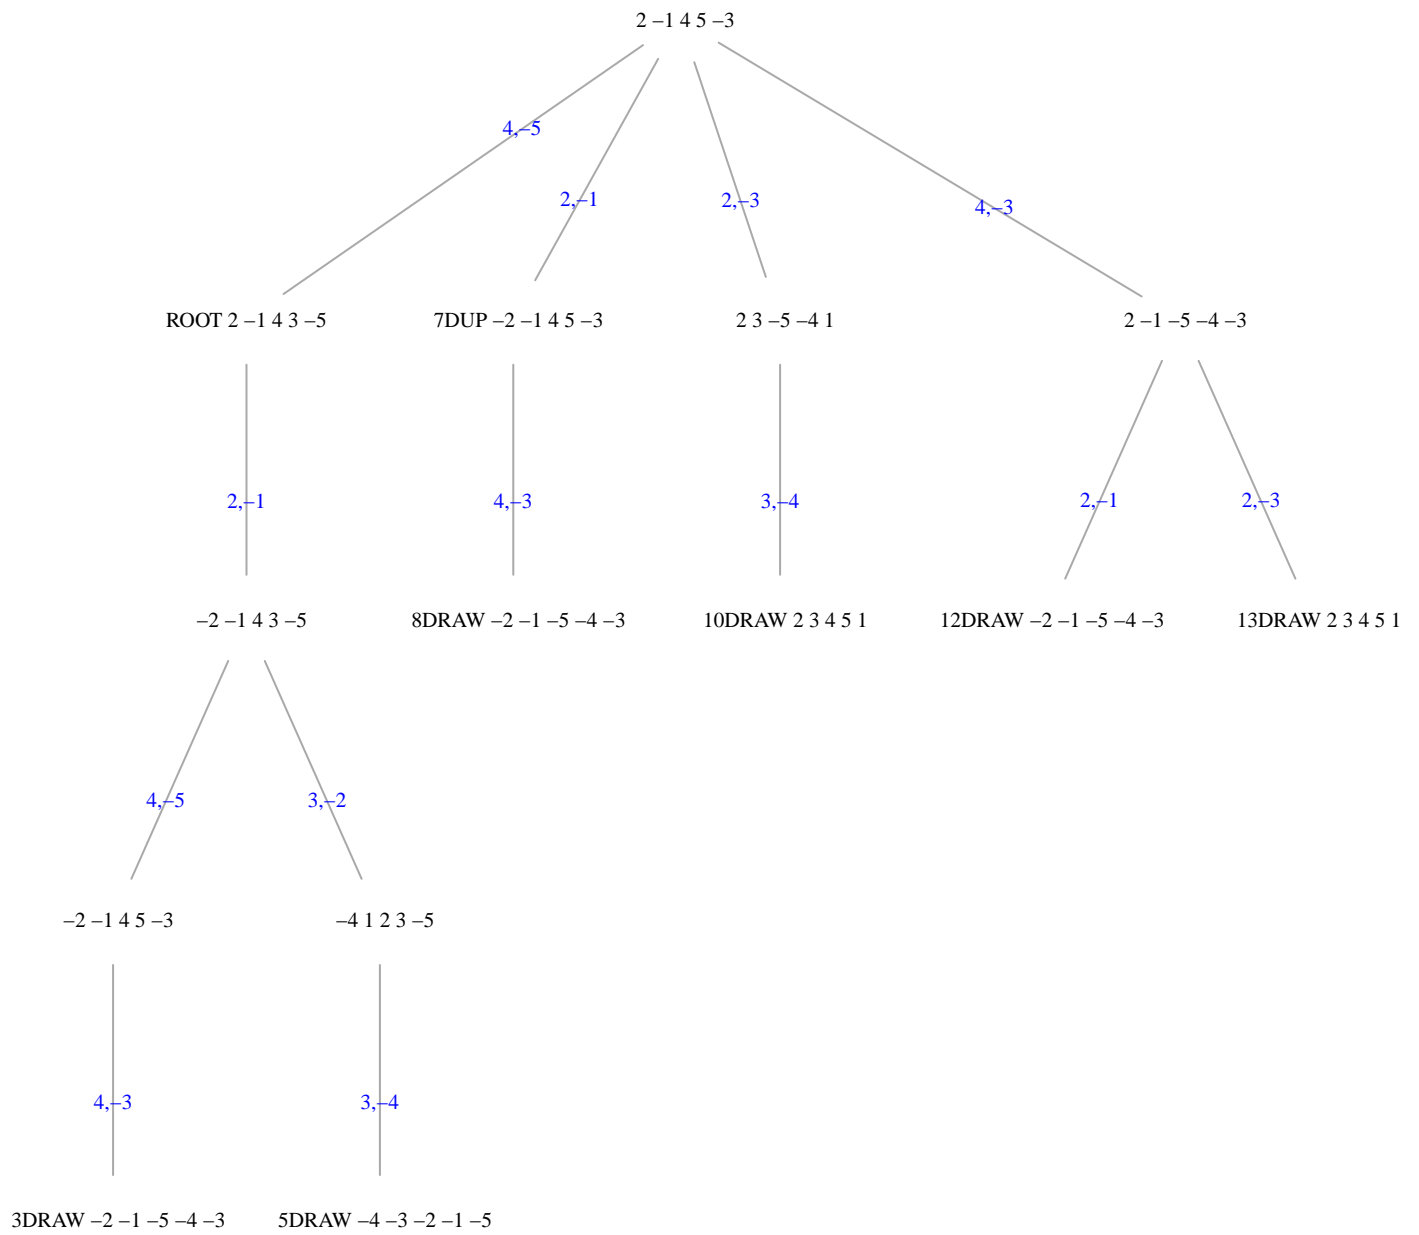 2 –1 4 5 –3
4,–5
2,–1
2,–3
4,–3
ROOT 2 –1 4 3 –5
7DUP –2 –1 4 5 –3
2 3 –5 –4 1
2 –1 –5 –4 –3
2,–1
4,–3
3,–4
2,–1
2,–3
–2 –1 4 3 –5
8DRAW –2 –1 –5 –4 –3
10DRAW 2 3 4 5 1
12DRAW –2 –1 –5 –4 –3
13DRAW 2 3 4 5 1
4,–5
3,–2
–2 –1 4 5 –3
–4 1 2 3 –5
4,–3
3,–4
3DRAW –2 –1 –5 –4 –3
5DRAW –4 –3 –2 –1 –5